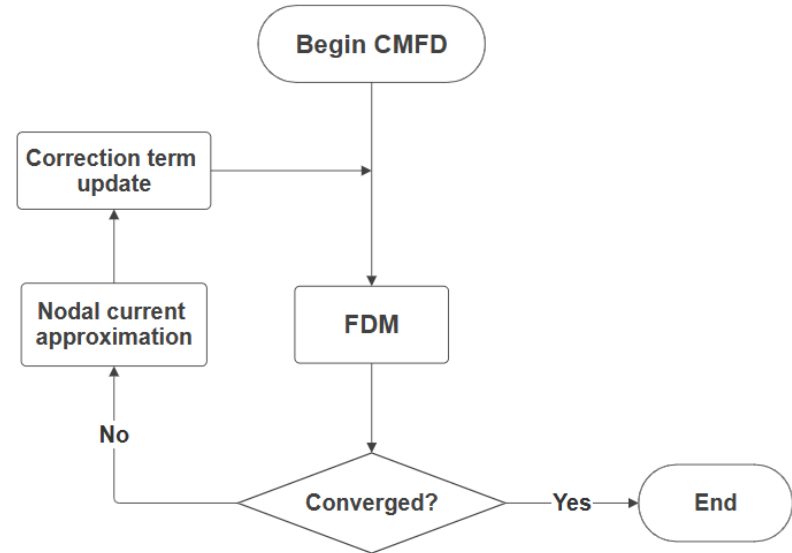 Begin CMFD
Correction term
update
Nodal current
approximation
FDM
No
Converged?
Yes
End